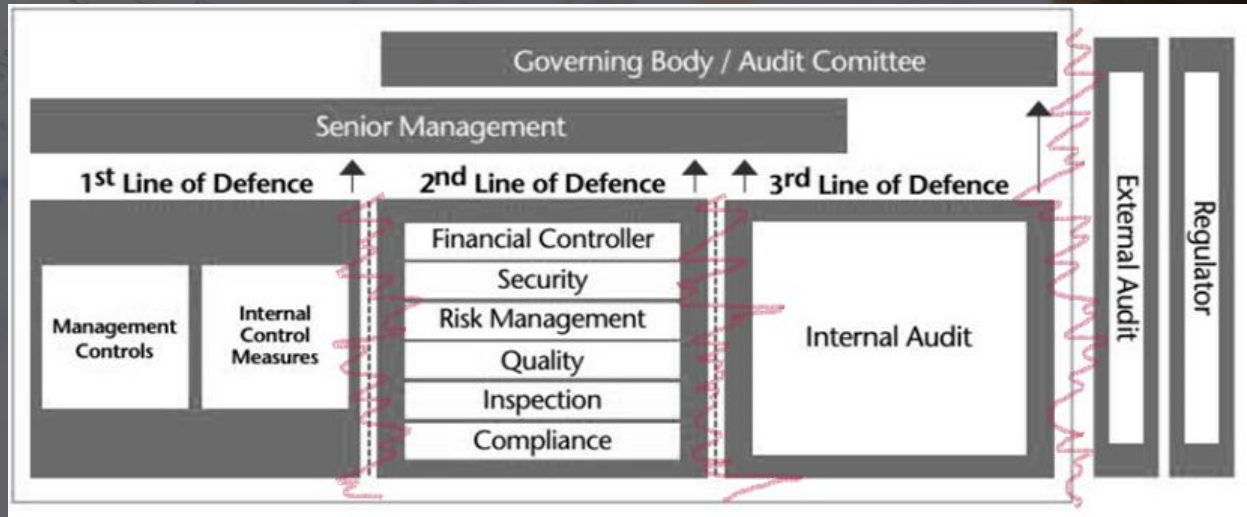 Governing Body / Audit Comittee
Senior Management
1st Line of Defence
2nd Line of Defence
3rd Line of Defence
Management
Controls
Internal
Control
Measures
Financial Controller
Security
Risk Management
Quality
Inspection
Compliance
Internal Audit
External Audit
Regulator